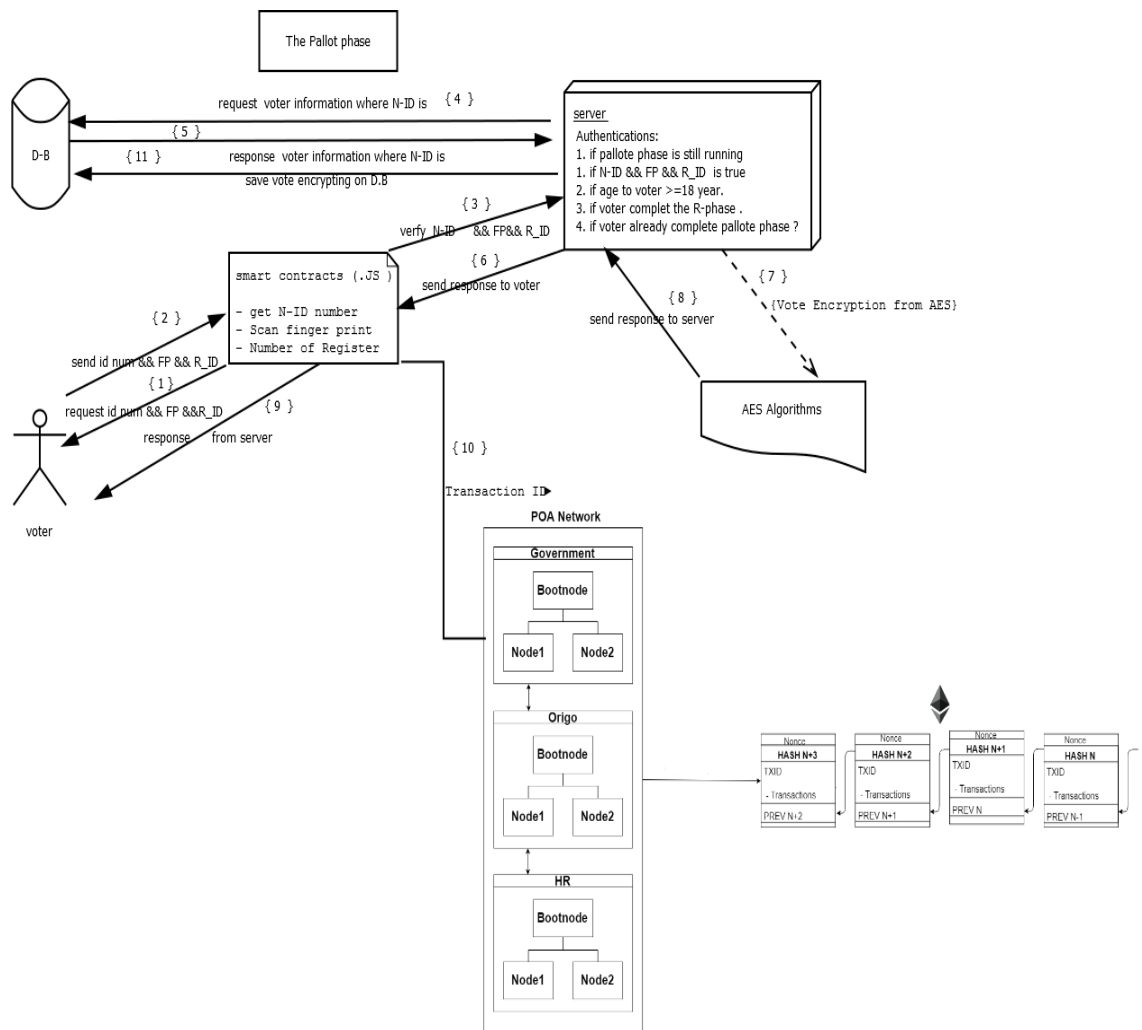 The Pallot phase
request voter information where N-ID is
{ 4 }
{ 5 }
D-B
{ 11 }
response voter information where N-ID is
save vote encrypting on D.B
server
Authentications:
1. if pallote phase is still running
1. if N-ID && FP && R_ID is true
2. if age to voter >=18 year.
3. if voter complet the R-phase .
4. if voter already complete pallote phase ?
{ 3 }
verfy N-ID && FP&& R_ID
{ 6 }
send response to voter
{ 7 }
{Vote Encryption from AES}
{ 8 }
send response to server
smart contracts (.JS )
- get N-ID number
- Scan finger print
- Number of Register
{ 2 }
send id num && FP && R_ID
{ 1 }
request id num && FP &&R_ID
{ 9 }
response from server
AES Algorithms
voter
{ 10 }
Transaction ID
POA Network
Government
Bootnode
Node1
Node2
Origo
Bootnode
Node1
Node2
HR
Bootnode
Node1
Node2
Nonce
HASH N+3
TXID
- Transactions
PREV N+2
Nonce
HASH N+2
TXID
- Transactions
PREV N+1
Nonce
HASH N+1
TXID
- Transactions
PREV N
Nonce
HASH N
TXID
- Transactions
PREV N-1